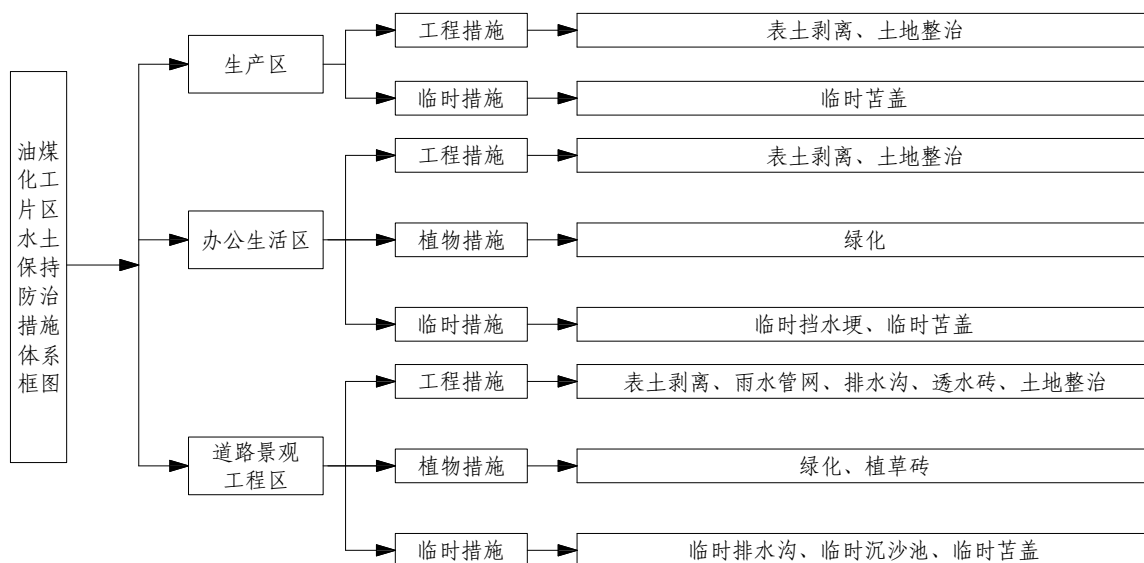 油煤
化工
片区
水土
保持
防治
措施
体系
框图
生产区
工程措施
表土剥离、土地整治
临时措施
临时苫盖
办公生活区
工程措施
表土剥离、土地整治
植物措施
绿化
临时措施
临时挡水埂、临时苫盖
道路景观
工程区
工程措施
表土剥离、雨水管网、排水沟、透水砖、土地整治
植物措施
绿化、植草砖
临时措施
临时排水沟、临时沉沙池、临时苫盖